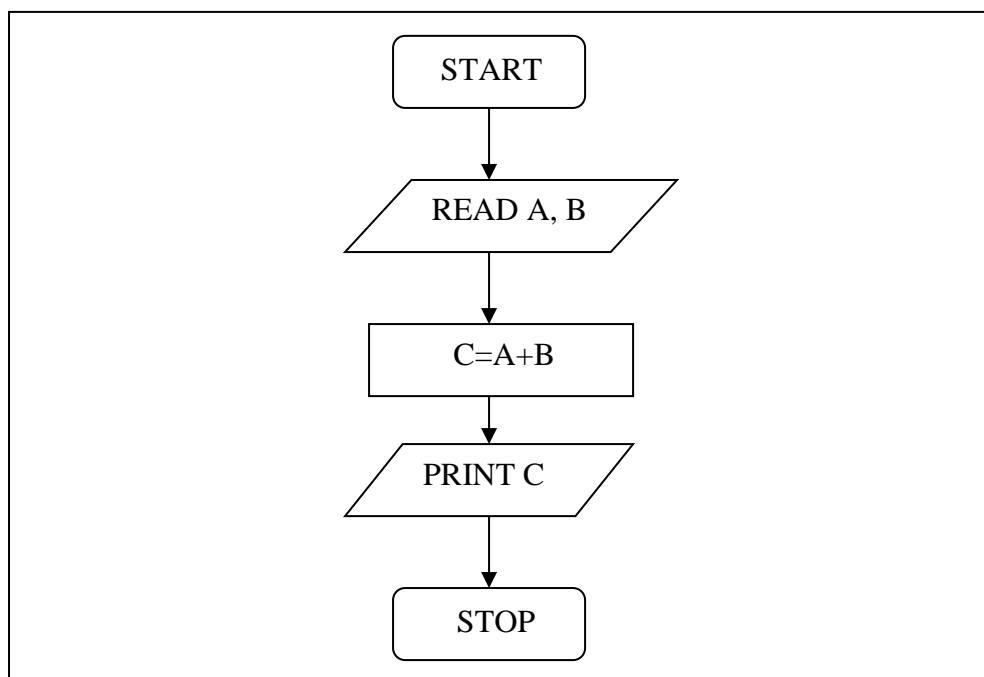 START
READ A, B
C=A+B
PRINT C
STOP